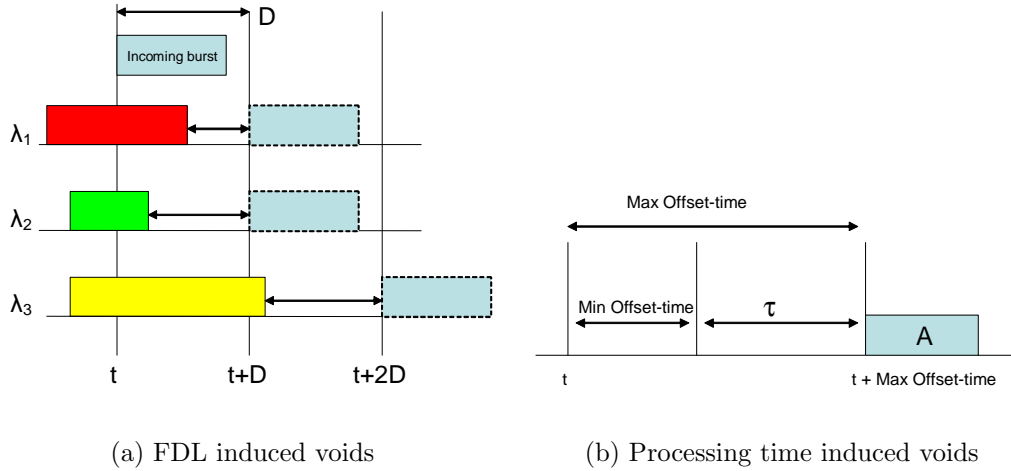 D
Incoming burst
λ1
λ2
λ3
t
t+D
t+2D
(a) FDL induced voids
Max Offset-time
Min Offset-time
τ
A
t
t + Max Offset-time
(b) Processing time induced voids